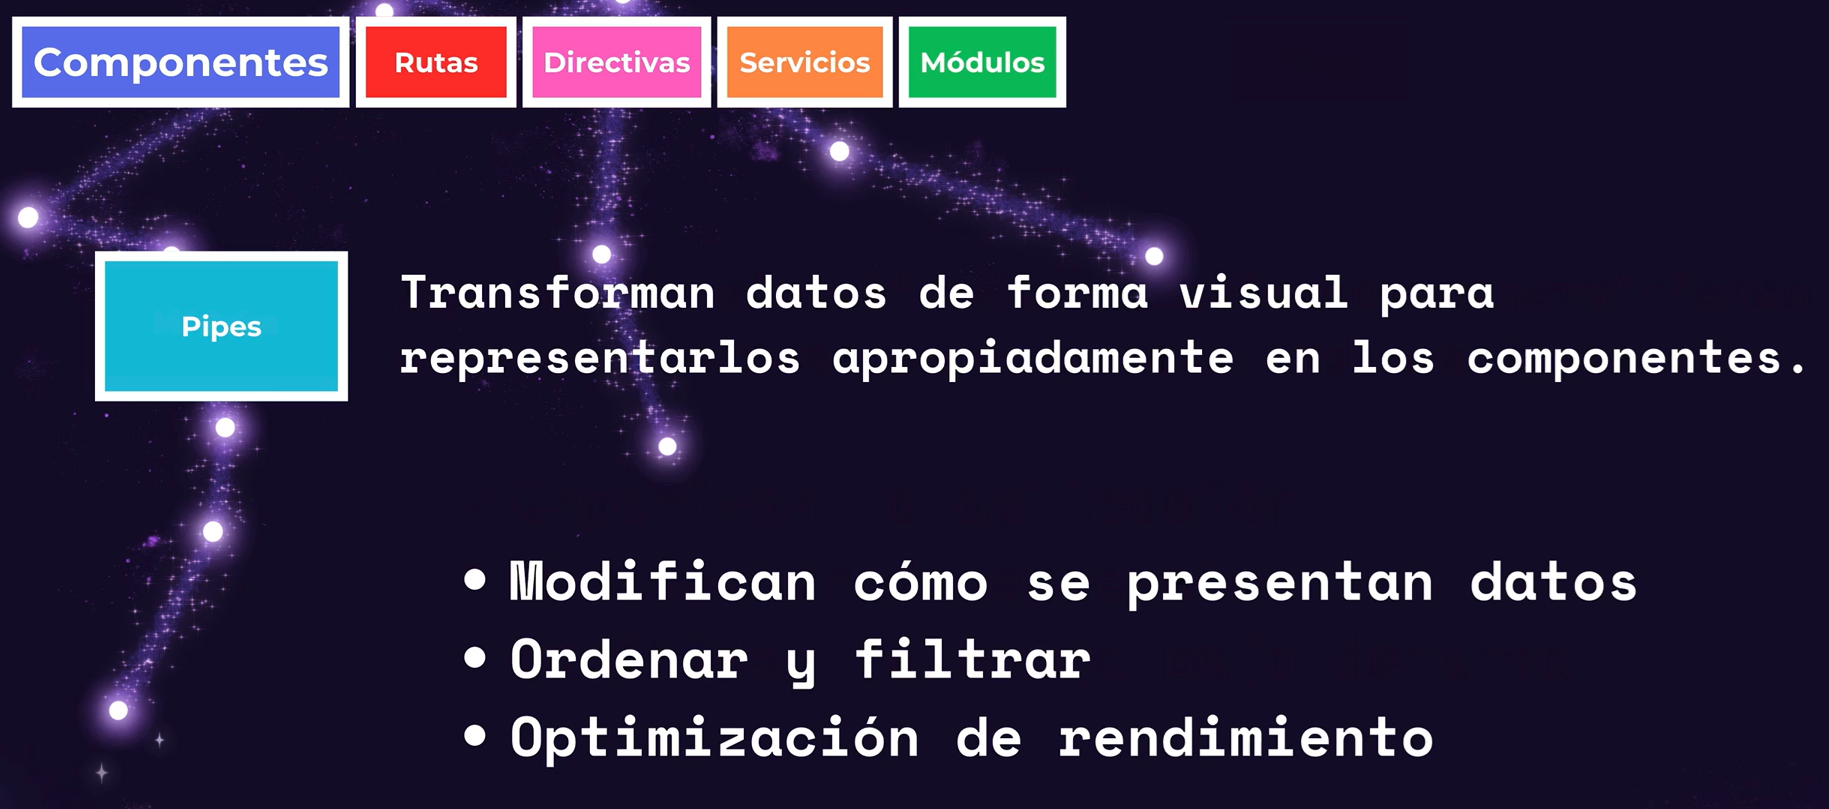 Componentes Rutas Directivas Servicios Módulos
Pipes
Transforman datos de forma visual para
representarlos apropiadamente en los componentes.
• Modifican cómo se presentan datos
• Ordenar y filtrar
• Optimización de rendimiento